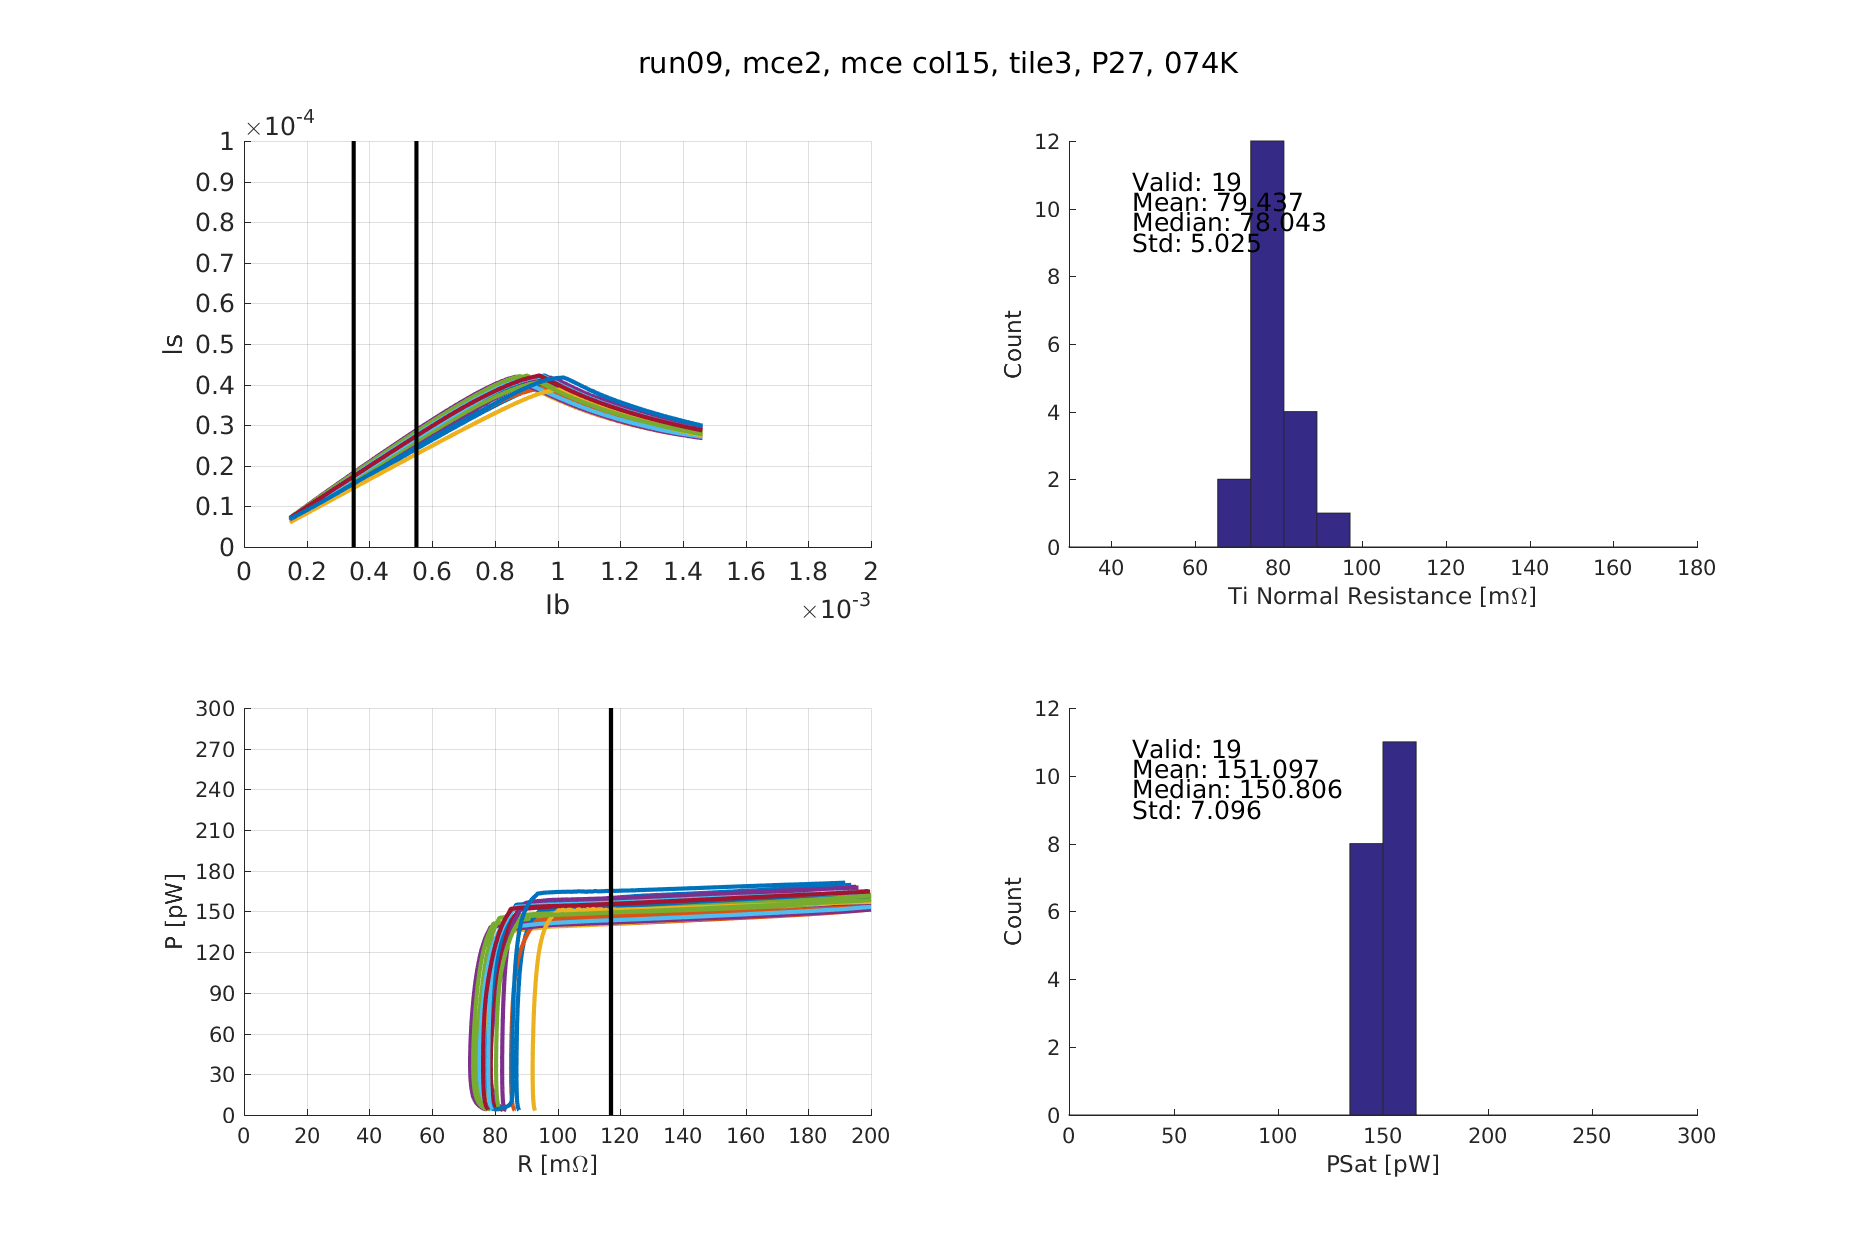 run09, mce2, mce col15, tile3, P27, 074K
×10-4
1
0.9
0.8
0.7
0.6
0.5
0.4
0.3
0.2
0.1
0
Is
0 0.2 0.4 0.6 0.8 1 1.2 1.4 1.6 1.8 2
Ib
×10-3
12
10
8
6
4
2
0
Count
Valid: 19
Mean: 79.437
Median: 78.043
Std: 5.025
40 60 80 100 120 140 160 180
Ti Normal Resistance [mΩ]
300
270
240
210
180
150
120
90
60
30
0
P [pW]
0 20 40 60 80 100 120 140 160 180 200
R [mΩ]
12
10
8
6
4
2
0
Count
Valid: 19
Mean: 151.097
Median: 150.806
Std: 7.096
0 50 100 150 200 250 300
PSat [pW]